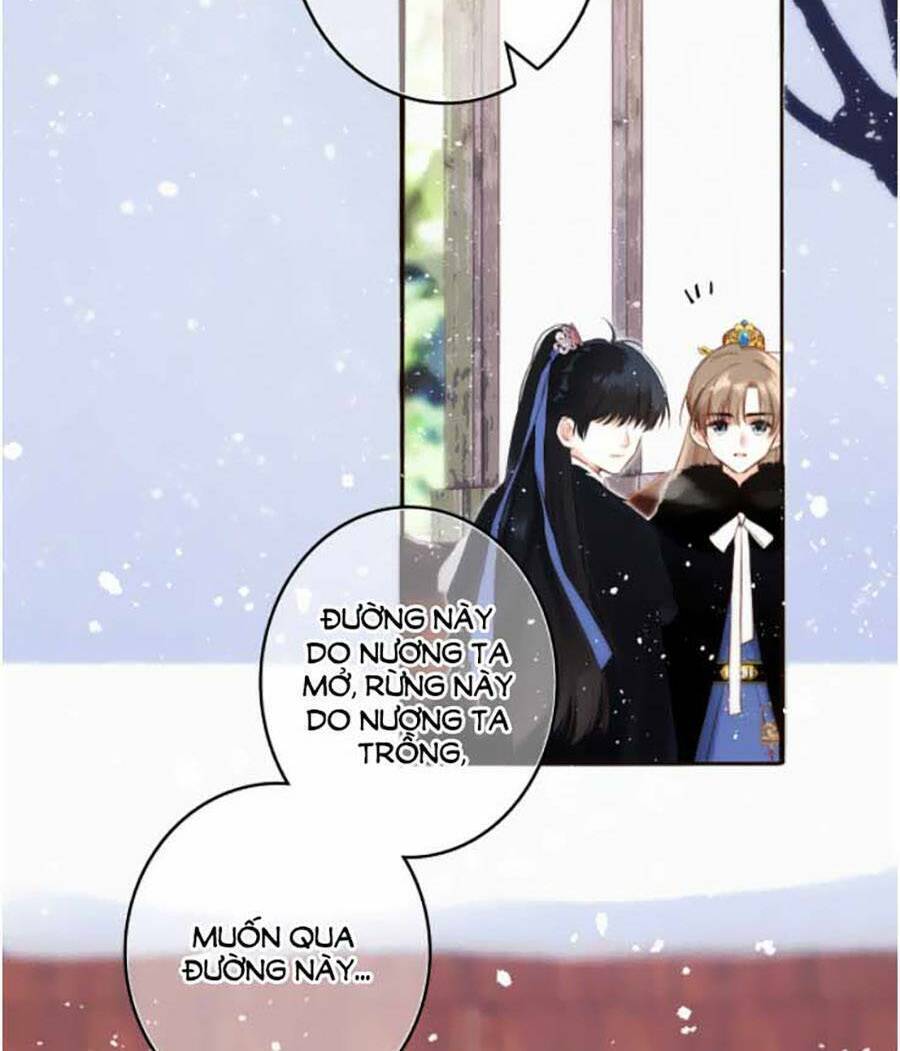 ĐƯỜNG NÀY
DO NƯƠNG TA
MỞ, RỪNG NÀY
DO NƯƠNG TA
TRỒNG,
MUỐN QUA
ĐƯỜNG NÀY...